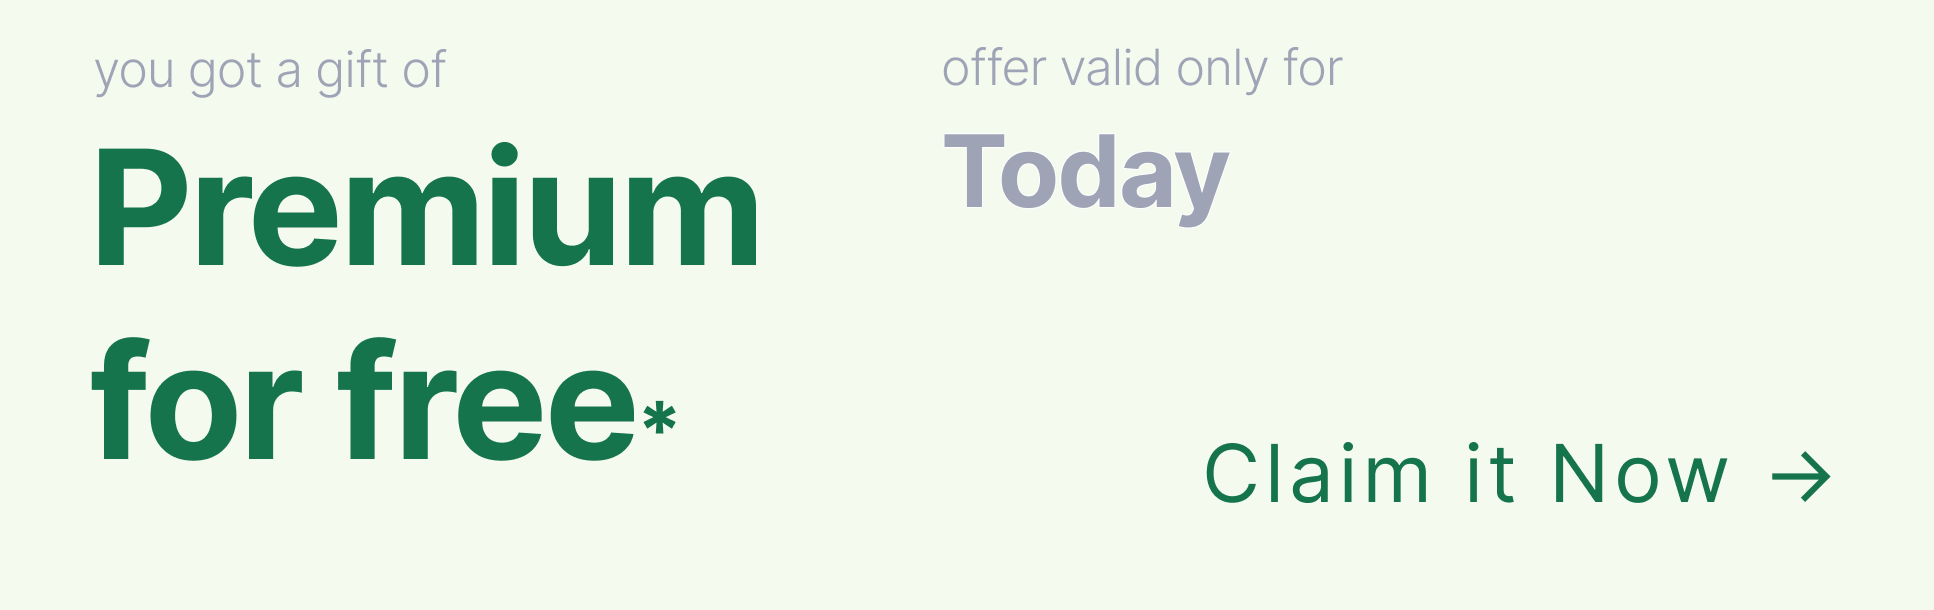 you got a gift of
Premium
for free*
offer valid only for
Today
Claim it Now →